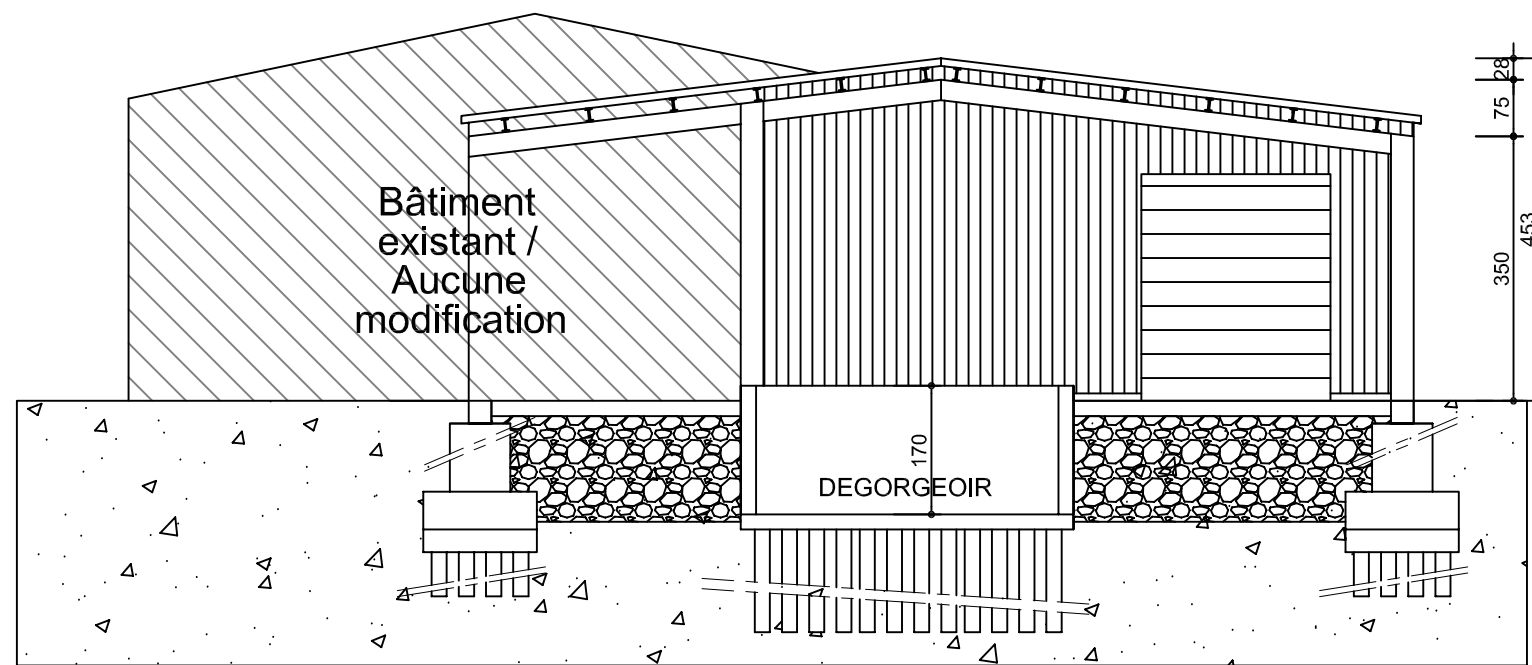 Bâtiment
existant /
Aucune
modification
28
75
350
453
170
DEGORGEOIR